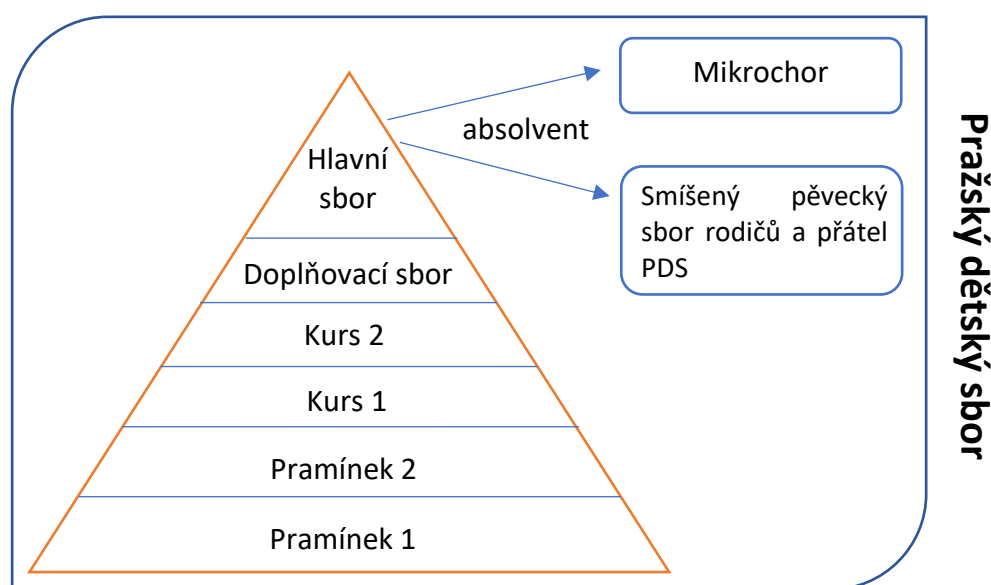 Mikrochor
absolvent
Hlavní
sbor
Smíšený pěvecký
sbor rodičů a přátel
PDS
Doplňovací sbor
Kurs 2
Kurs 1
Pramínek 2
Pramínek 1
Pražský dětský sbor